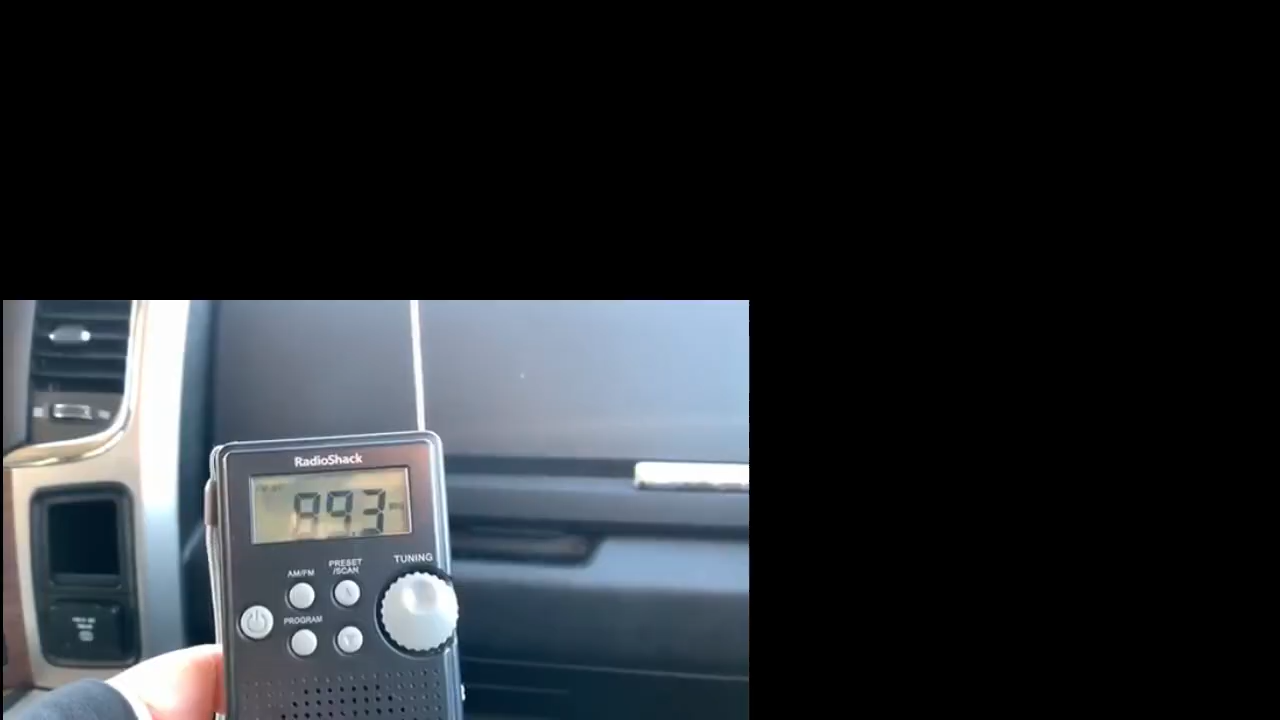 RadioShack
99.3
TUNING
PRESET
/SCAN
AM/FM
PROGRAM